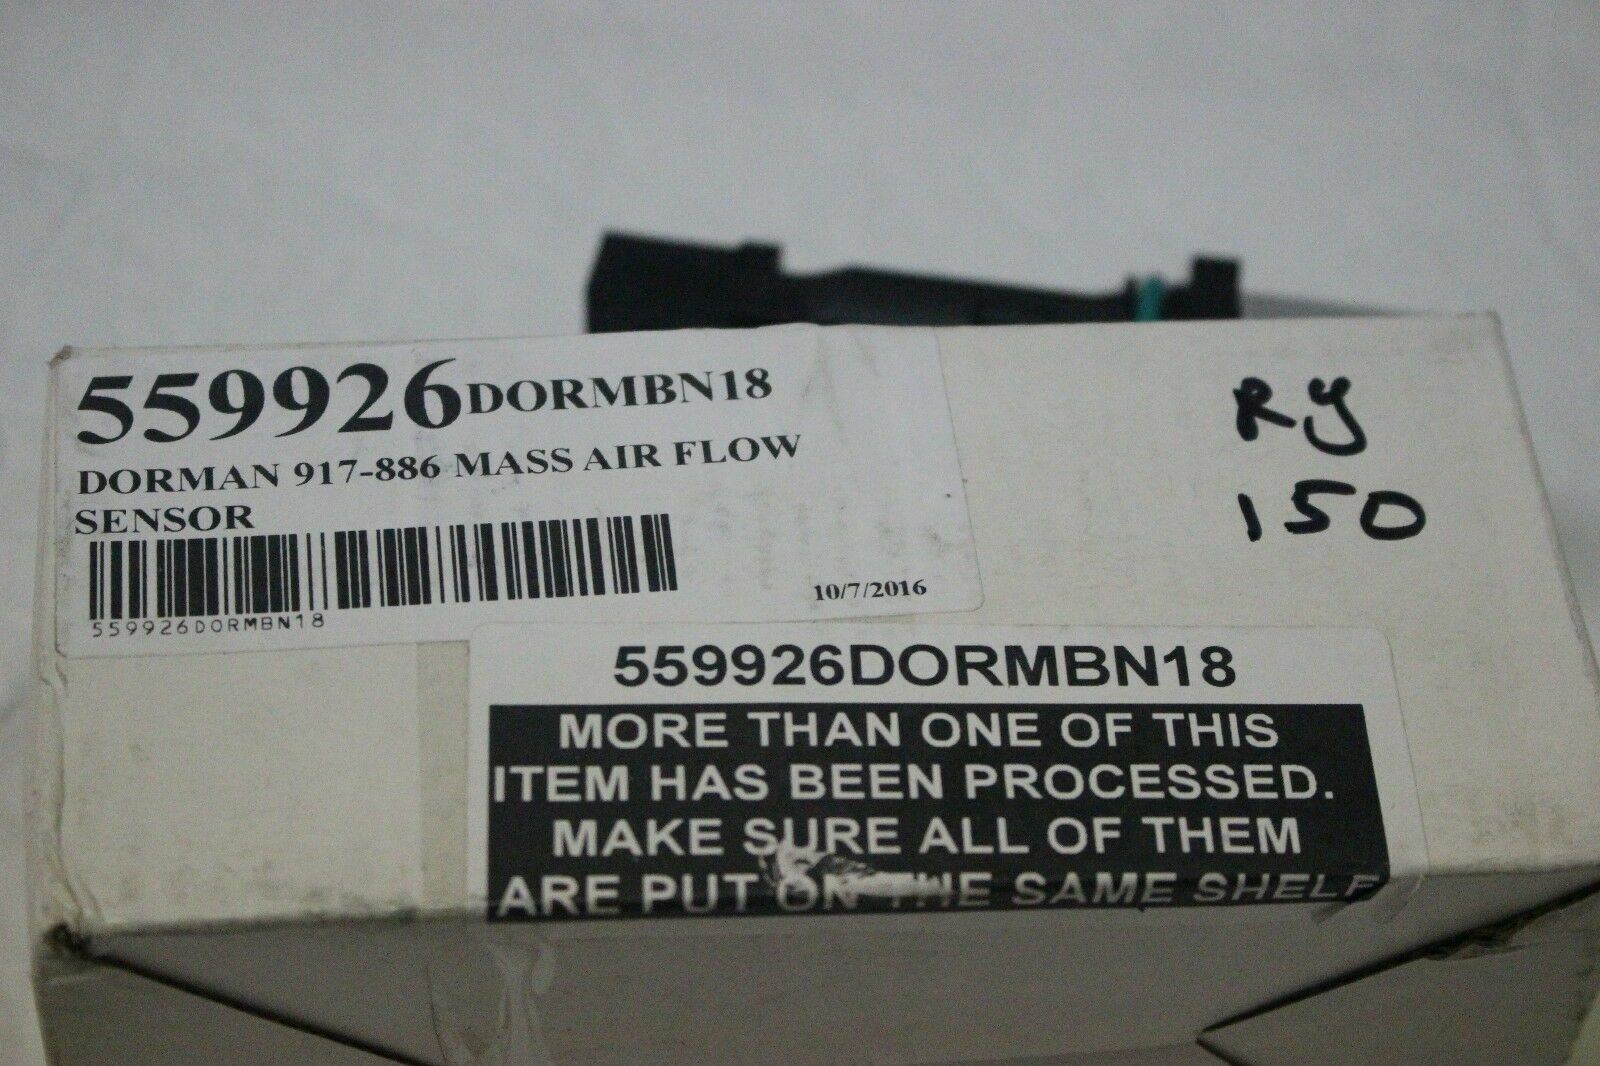 559926DORMBN18
DORMAN 917-886 MASS AIR FLOW
SENSOR
559926DORMBN18
10/7/2016
RY
150
559926DORMBN18
MORE THAN ONE OF THIS
ITEM HAS BEEN PROCESSED.
MAKE SURE ALL OF THEM
ARE PUT ON THE SAME SHELF